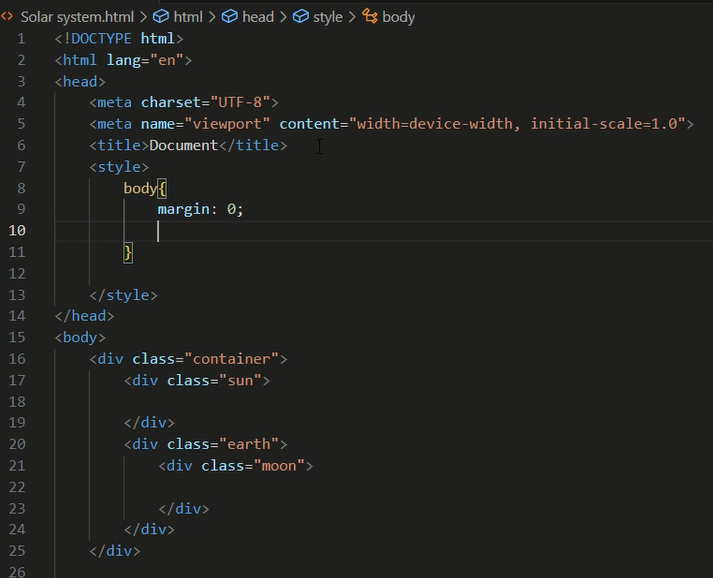 Solar system.html > html > head > style > body
1 <!DOCTYPE html>
2 <html lang="en">
3 <head>
4 <meta charset="UTF-8">
5 <meta name="viewport" content="width=device-width, initial-scale=1.0">
6 <title>Document</title>
7 <style>
8 body{
9 margin: 0;
10
11 }
12
13 </style>
14 </head>
15 <body>
16 <div class="container">
17 <div class="sun">
18
19 </div>
20 <div class="earth">
21 <div class="moon">
22
23 </div>
24 </div>
25 </div>
26